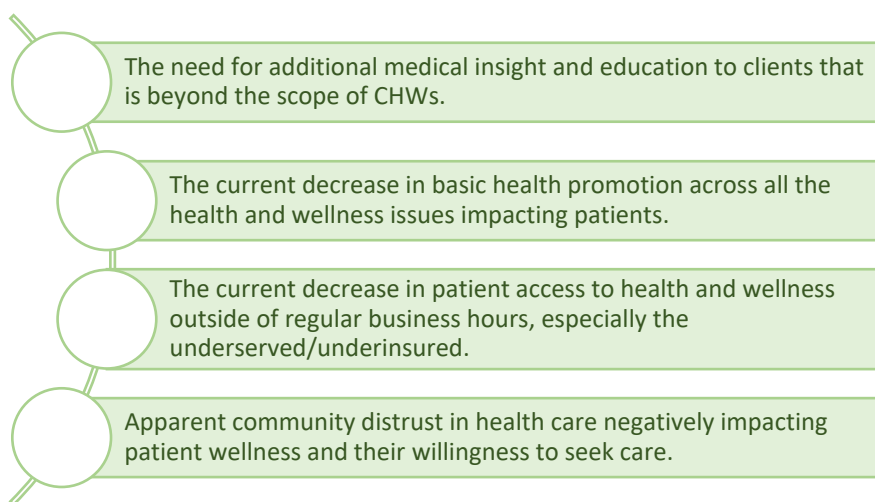 The need for additional medical insight and education to clients that
is beyond the scope of CHWs.
The current decrease in basic health promotion across all the
health and wellness issues impacting patients.
The current decrease in patient access to health and wellness
outside of regular business hours, especially the
underserved/underinsured.
Apparent community distrust in health care negatively impacting
patient wellness and their willingness to seek care.